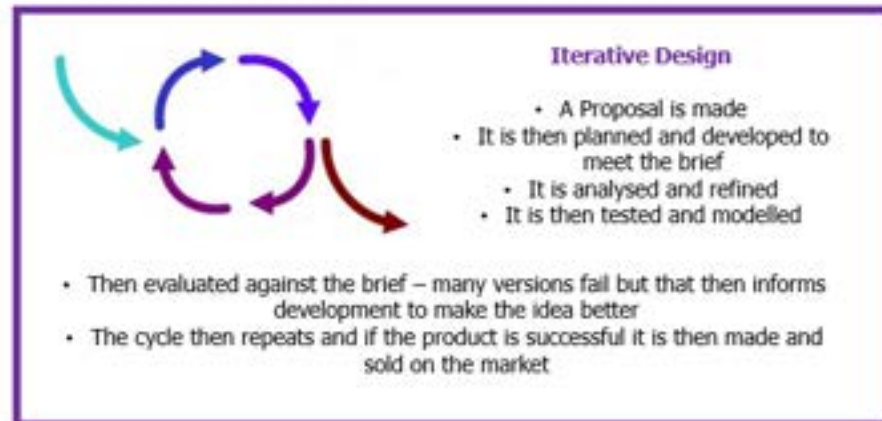 Iterative Design
• A Proposal is made
• It is then planned and developed to
meet the brief
• It is analysed and refined
• It is then tested and modelled
• Then evaluated against the brief – many versions fail but that then informs
development to make the idea better
• The cycle then repeats and if the product is successful it is then made and
sold on the market